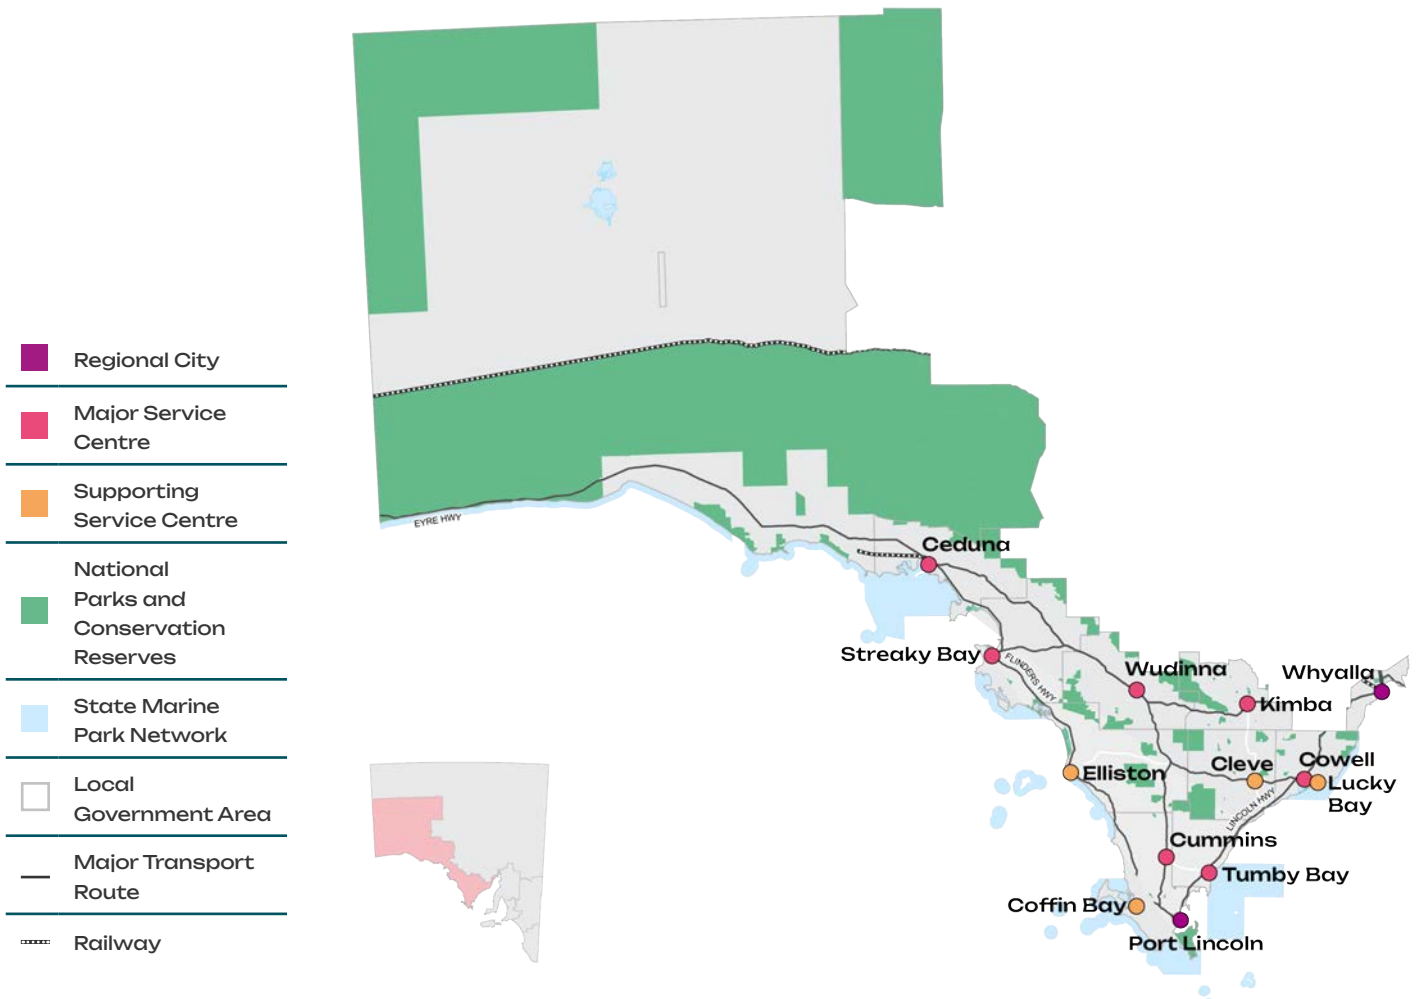 Regional City
Major Service
Centre
Supporting
Service Centre
National
Parks and
Conservation
Reserves
State Marine
Park Network
Local
Government Area
Major Transport
Route
Railway
EYRE HWY
Ceduna
Streaky Bay
FLINDERS HWY
Wudinna
Whyalla
Kimba
Elliston
Cleve
Cowell
Lucky
Bay
LINCOLN HWY
Cummins
Tumby Bay
Coffin Bay
Port Lincoln